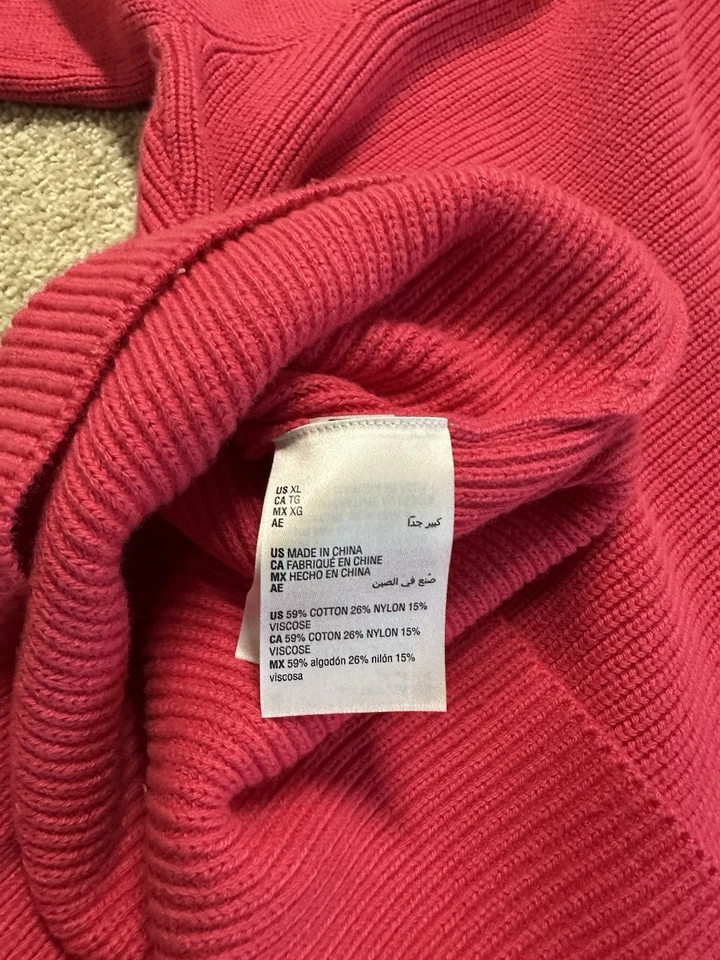 US XL
CA TG
MX XG
AE كبير جدًا
US MADE IN CHINA
CA FABRIQUÉ EN CHINE
MX HECHO EN CHINA
AE صُنع في الصين
US 59% COTTON 26% NYLON 15%
VISCOSE
CA 59% COTON 26% NYLON 15%
VISCOSE
MX 59% algodón 26% nilón 15%
viscosa